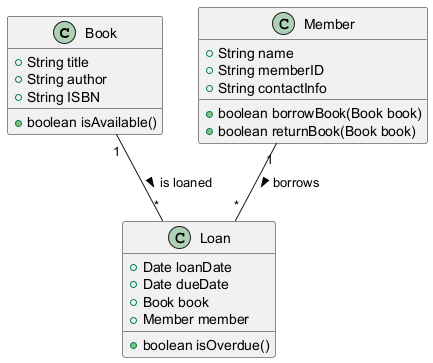 C Book
String title
String author
String ISBN
boolean isAvailable()
C Member
String name
String memberID
String contactInfo
boolean borrowBook(Book book)
boolean returnBook(Book book)
1
1
is loaned
borrows
*
*
C Loan
Date loanDate
Date dueDate
Book book
Member member
boolean isOverdue()